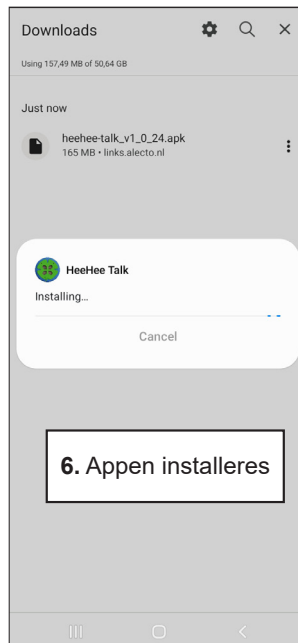 Downloads
Using 157,49 MB of 50,64 GB
Just now
heehee-talk_v1_0_24.apk
165 MB • links.alecto.nl
HeeHee Talk
Installing...
Cancel
6. Appen installeres